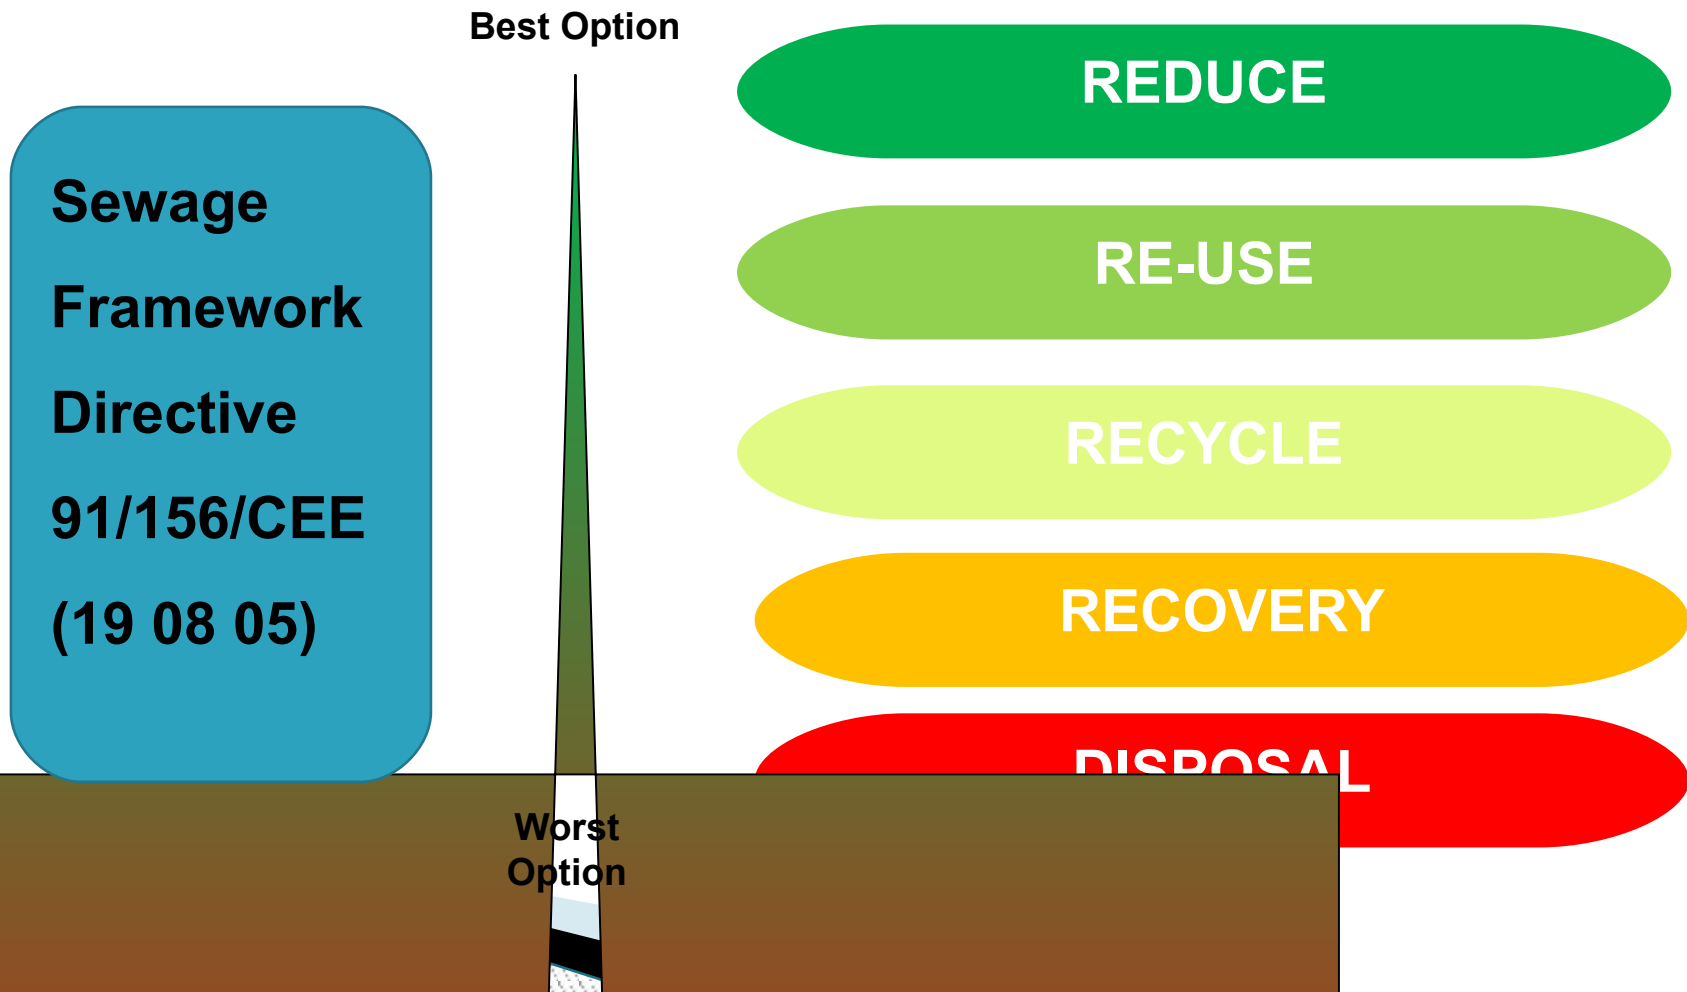 Best Option
REDUCE
Sewage
Framework
Directive
91/156/CEE
(19 08 05)
RE-USE
RECYCLE
RECOVERY
DISPOSAL
Worst
Option